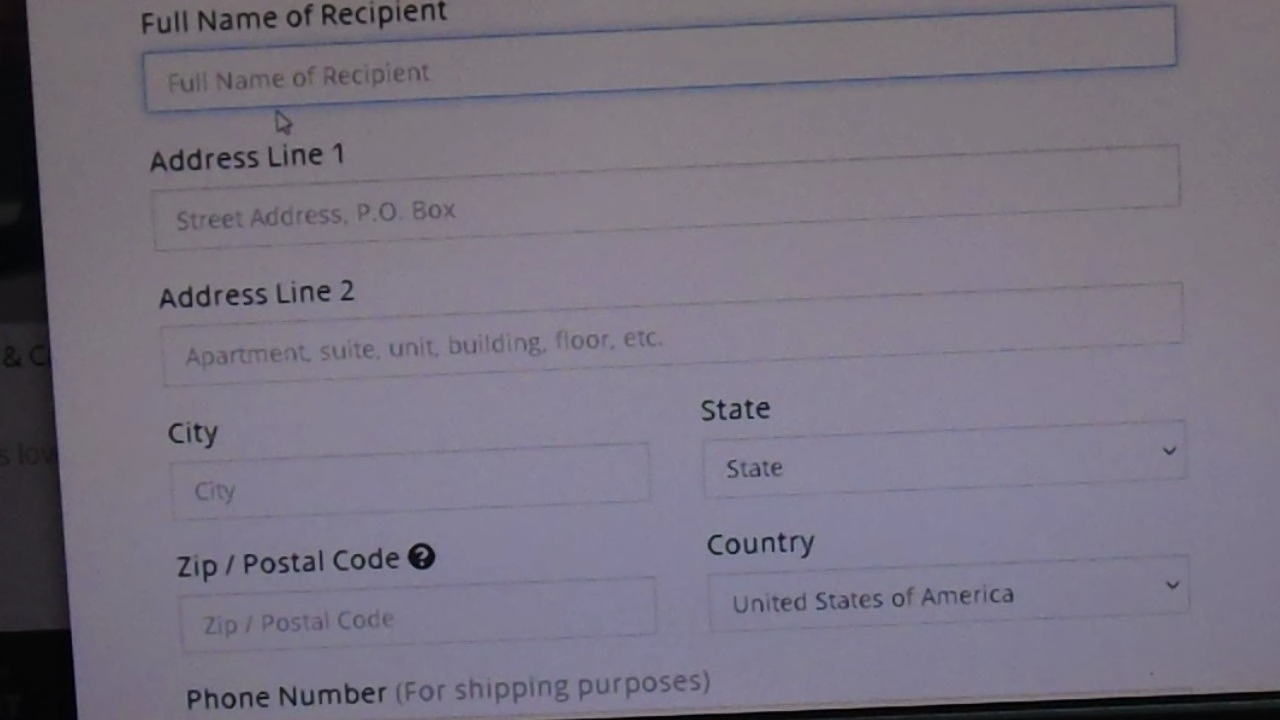 Full Name of Recipient
Full Name of Recipient
Address Line 1
Street Address, P.O. Box
Address Line 2
Apartment, suite, unit, building, floor, etc.
City
State
City
State
Zip / Postal Code ?
Country
Zip / Postal Code
United States of America
Phone Number (For shipping purposes)
& C
s lov